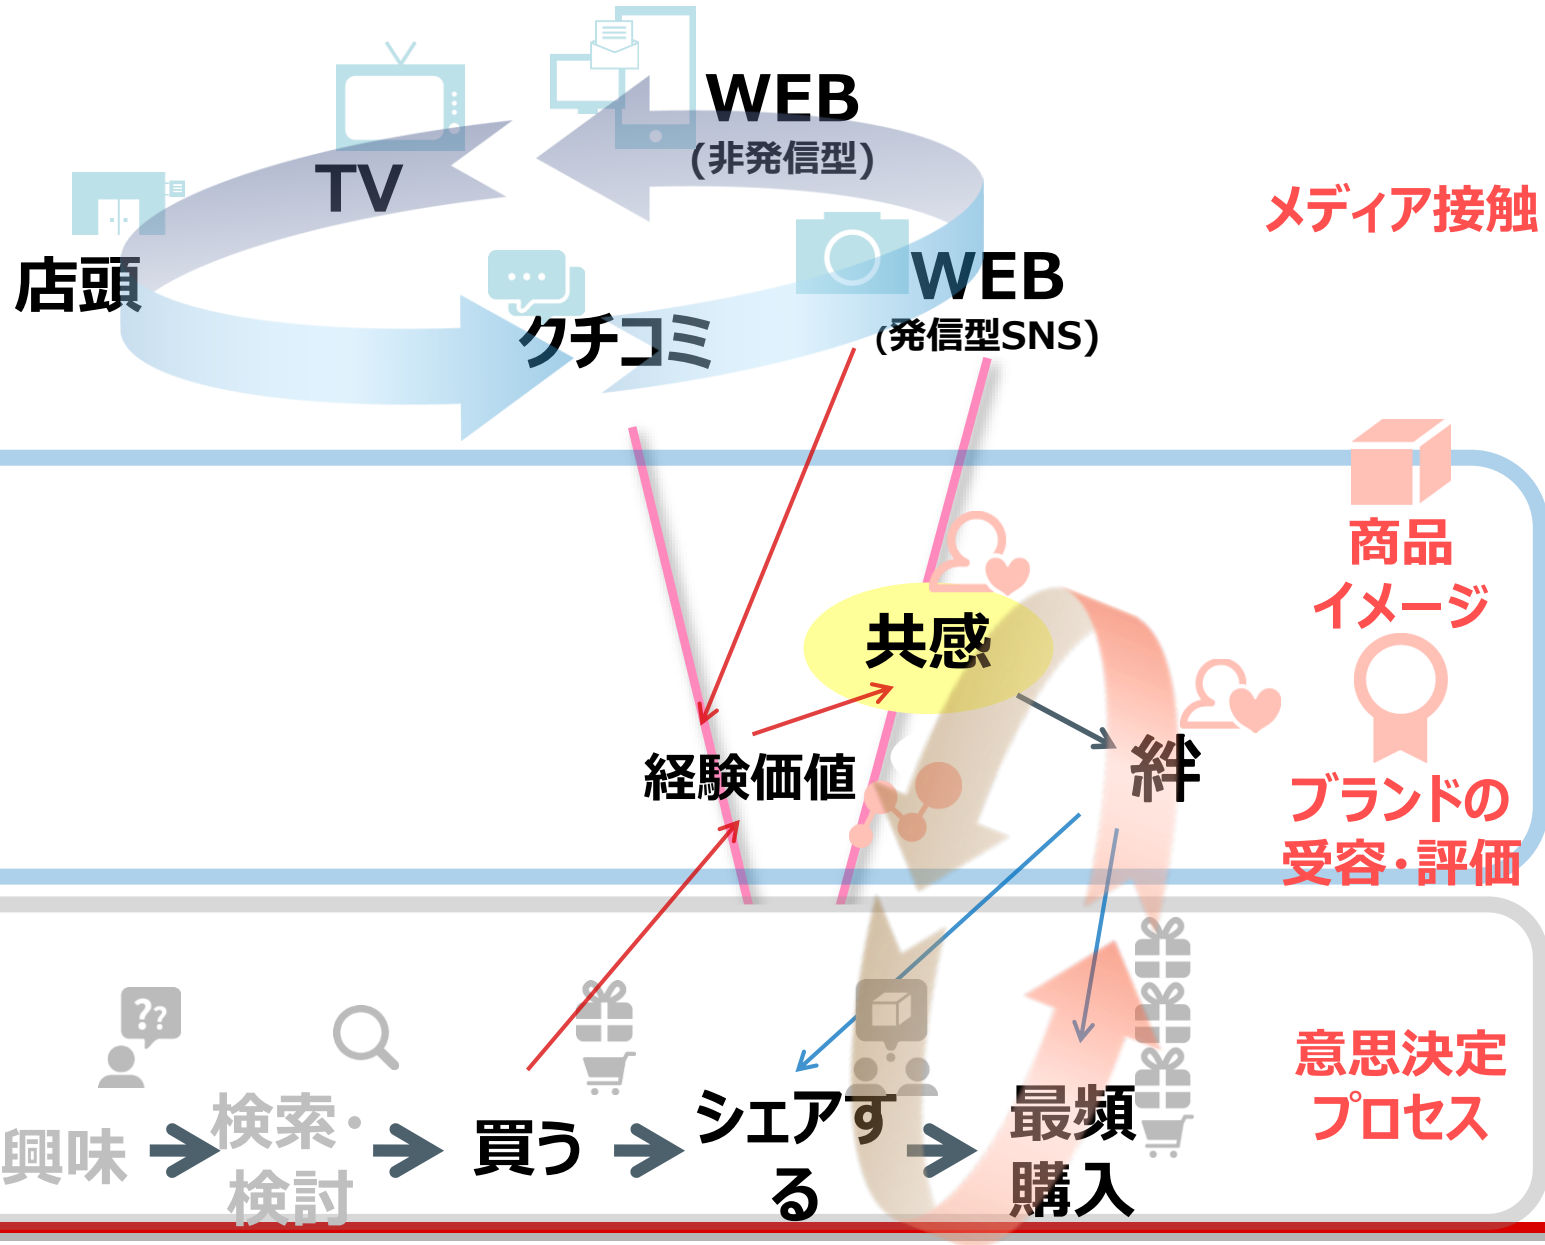 WEB
(非発信型)
TV
メディア接触
店頭
WEB
(発信型SNS)
クチコミ
商品
イメージ
共感
絆
経験価値
ブランドの
受容・評価
??
意思決定
プロセス
興味
検索・
検討
買う
シェアす
る
最頻
購入